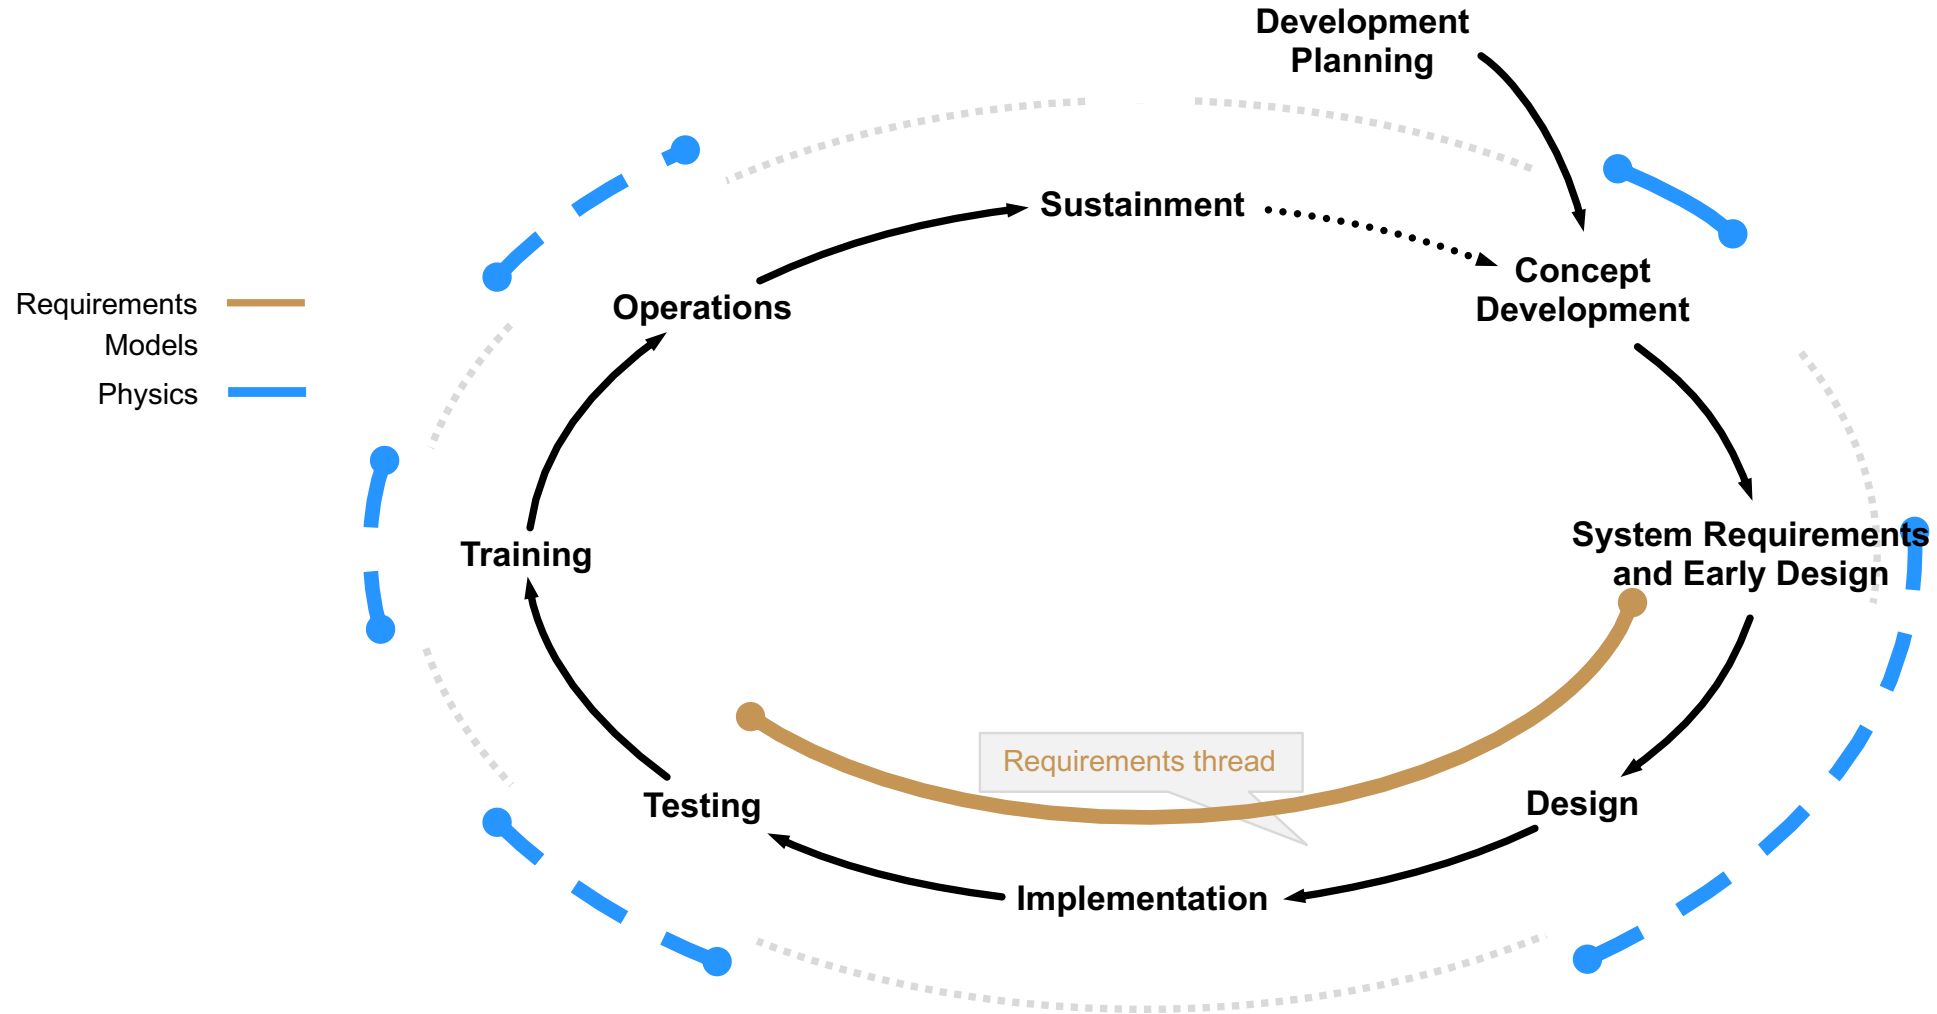 Development
Planning
Sustainment
Concept
Development
Operations
Requirements
Models
Physics
System Requirements
and Early Design
Training
Requirements thread
Testing
Design
Implementation